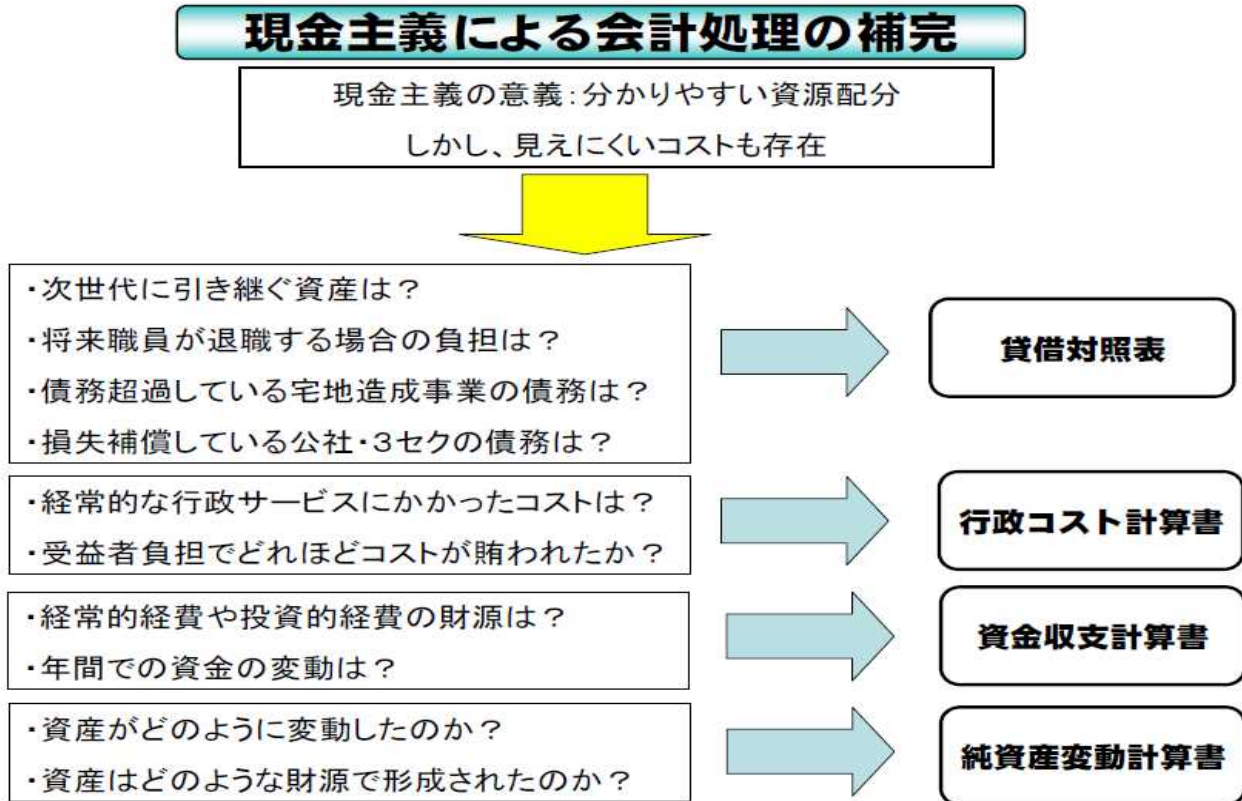 現金主義による会計処理の補完
現金主義の意義:分かりやすい資源配分
しかし、見えにくいコストも存在
・次世代に引き継ぐ資産は?
・将来職員が退職する場合の負担は?
・債務超過している宅地造成事業の債務は?
・損失補償している公社・3セクの債務は?
貸借対照表
・経常的な行政サービスにかかったコストは?
・受益者負担でどれほどコストが賄われたか?
行政コスト計算書
・経常的経費や投資的経費の財源は?
・年間での資金の変動は?
資金収支計算書
・資産がどのように変動したのか?
・資産はどのような財源で形成されたのか?
純資産変動計算書